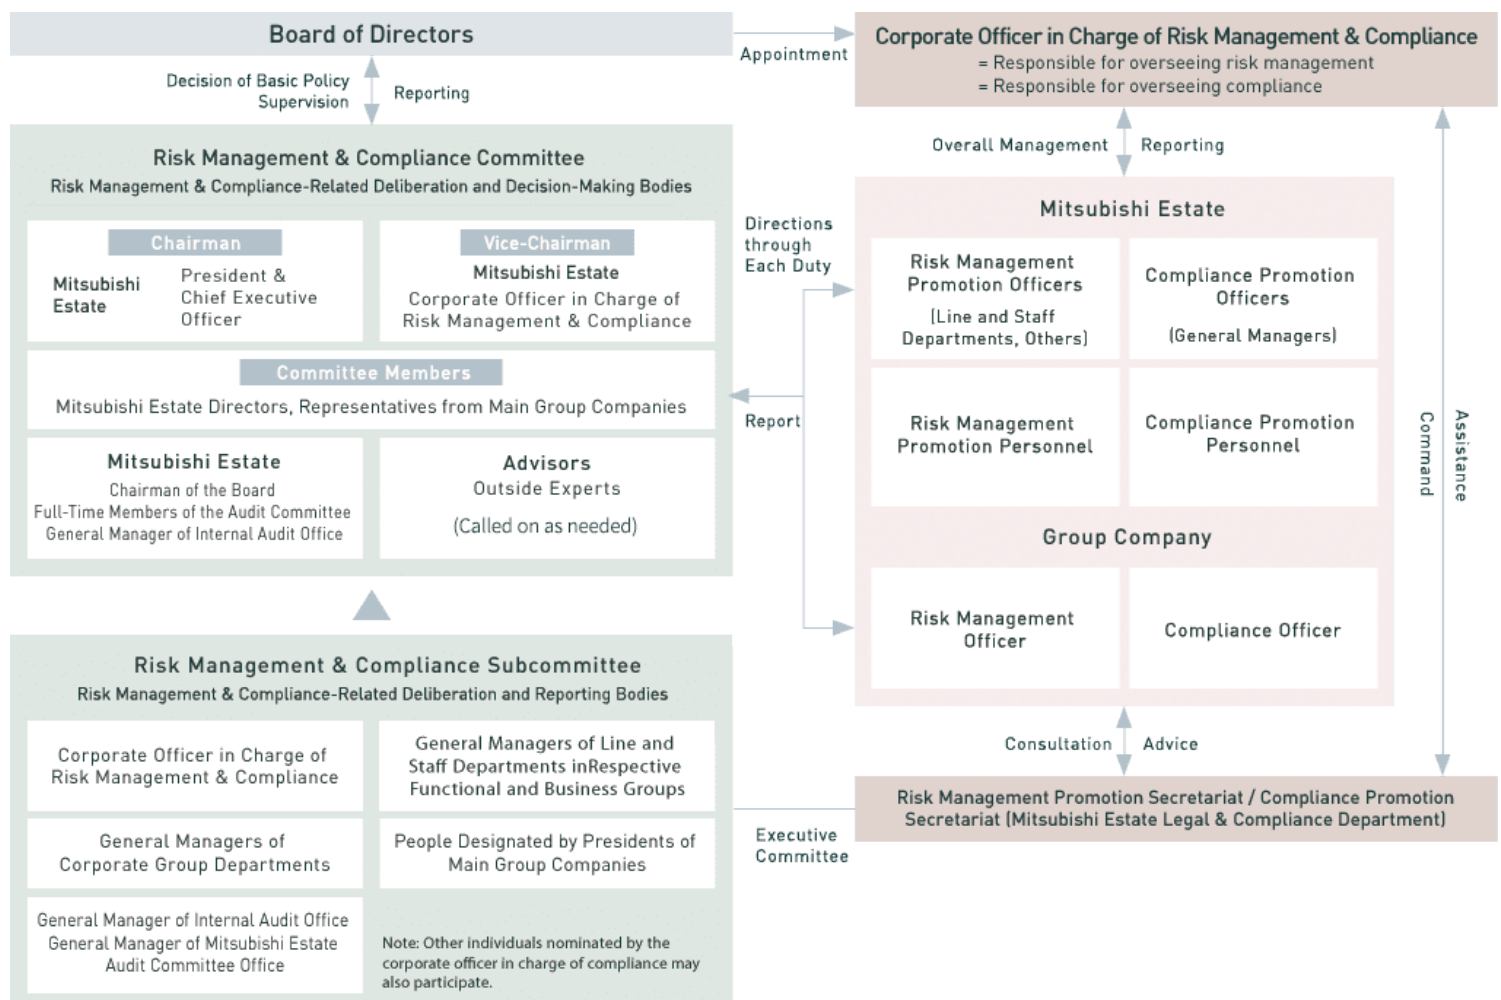 Board of Directors
Appointment
Corporate Officer in Charge of Risk Management & Compliance
= Responsible for overseeing risk management
= Responsible for overseeing compliance
Decision of Basic Policy
Supervision
Reporting
Overall Management
Reporting
Risk Management & Compliance Committee
Risk Management & Compliance-Related Deliberation and Decision-Making Bodies
Chairman
Mitsubishi
Estate
President &
Chief Executive
Officer
Vice-Chairman
Mitsubishi Estate
Corporate Officer in Charge of
Risk Management & Compliance
Committee Members
Mitsubishi Estate Directors, Representatives from Main Group Companies
Mitsubishi Estate
Chairman of the Board
Full-Time Members of the Audit Committee
General Manager of Internal Audit Office
Advisors
Outside Experts
(Called on as needed)
Directions
through
Each Duty
Report
Mitsubishi Estate
Risk Management
Promotion Officers
(Line and Staff
Departments, Others)
Compliance Promotion
Officers
(General Managers)
Risk Management
Promotion Personnel
Compliance Promotion
Personnel
Group Company
Risk Management
Officer
Compliance Officer
Command
Assistance
Consultation
Advice
Risk Management Promotion Secretariat / Compliance Promotion
Secretariat (Mitsubishi Estate Legal & Compliance Department)
Executive
Committee
Risk Management & Compliance Subcommittee
Risk Management & Compliance-Related Deliberation and Reporting Bodies
Corporate Officer in Charge of
Risk Management & Compliance
General Managers of Line and
Staff Departments inRespective
Functional and Business Groups
General Managers of
Corporate Group Departments
People Designated by Presidents of
Main Group Companies
General Manager of Internal Audit Office
General Manager of Mitsubishi Estate
Audit Committee Office
Note: Other individuals nominated by the
corporate officer in charge of compliance may
also participate.